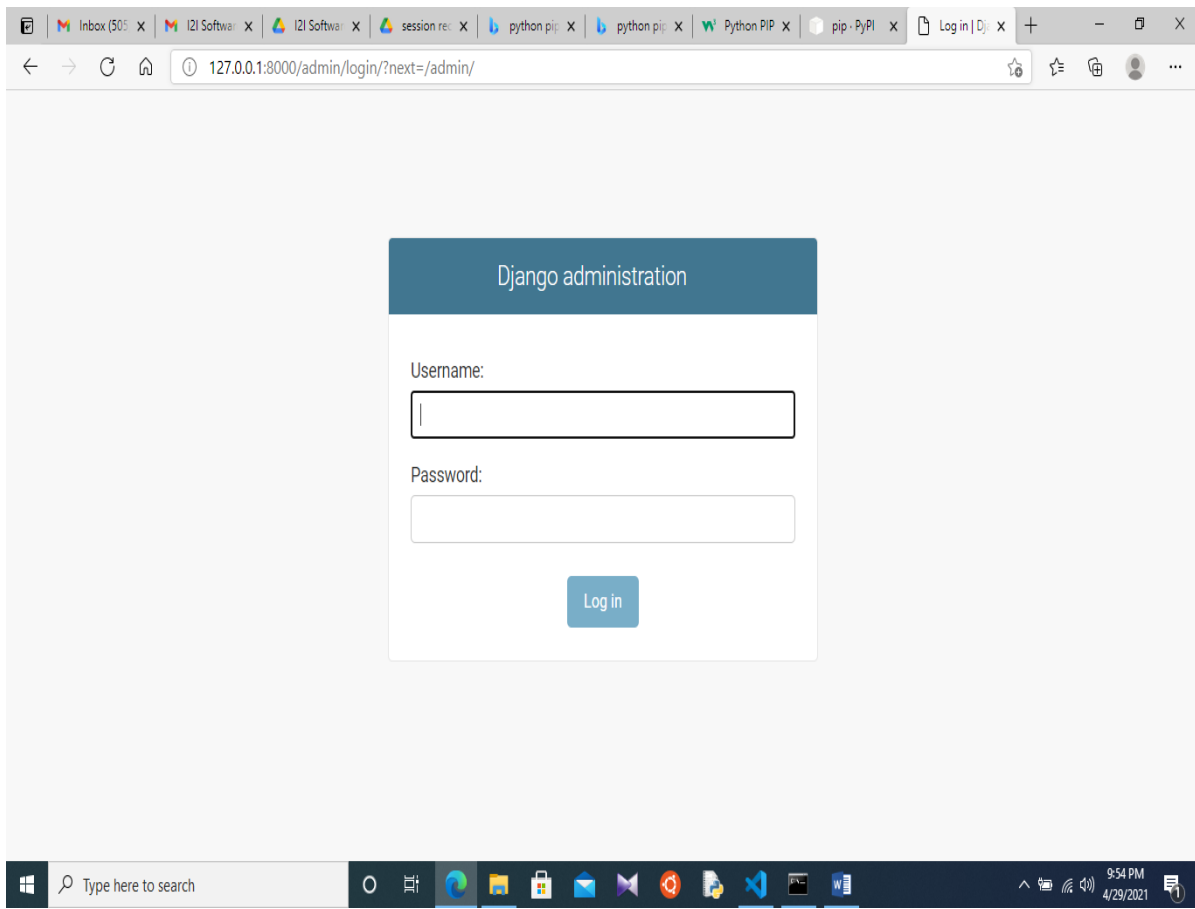 Inbox (505 I2I Softwar I2I Softwar session rec python pip python pip Python PIP pip · PyPI Log in | Dj
127.0.0.1:8000/admin/login/?next=/admin/
Django administration
Username:
Password:
Log in
Type here to search
9:54 PM
4/29/2021
1